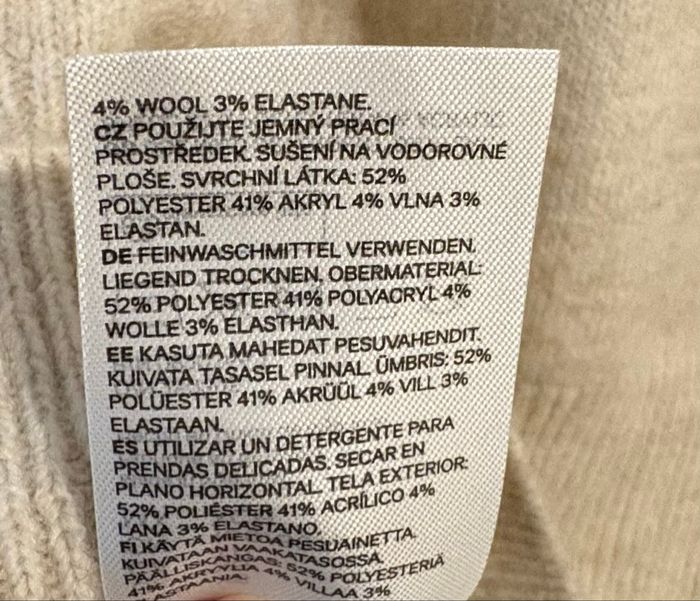 4% WOOL 3% ELASTANE.
CZ POUŽIJTE JEMNÝ PRACÍ
PROSTŘEDEK. SUŠENÍ NA VODOROVNÉ
PLOŠE. SVRCHNÍ LÁTKA: 52%
POLYESTER 41% AKRYL 4% VLNA 3%
ELASTAN.
DE FEINWASCHMITTEL VERWENDEN.
LIEGEND TROCKNEN. OBERMATERIAL:
52% POLYESTER 41% POLYACRYL 4%
WOLLE 3% ELASTHAN.
EE KASUTA MAHEDAT PESUVAHENDIT.
KUIVATA TASASEL PINNAL. ÜMBRIS: 52%
POLÜESTER 41% AKRÜÜL 4% VILL 3%
ELASTAAN.
ES UTILIZAR UN DETERGENTE PARA
PRENDAS DELICADAS. SECAR EN
PLANO HORIZONTAL. TELA EXTERIOR:
52% POLIÉSTER 41% ACRÍLICO 4%
LANA 3% ELASTANO.
FI KÄYTÄ MIETOA PESUAINETTA.
KUIVATAAN VAAKATASOSSA.
PÄÄLLISKANGAS: 52% POLYESTERIÄ
41% AKRYYLIA 4% VILLAA 3%
ELASTAANIA.